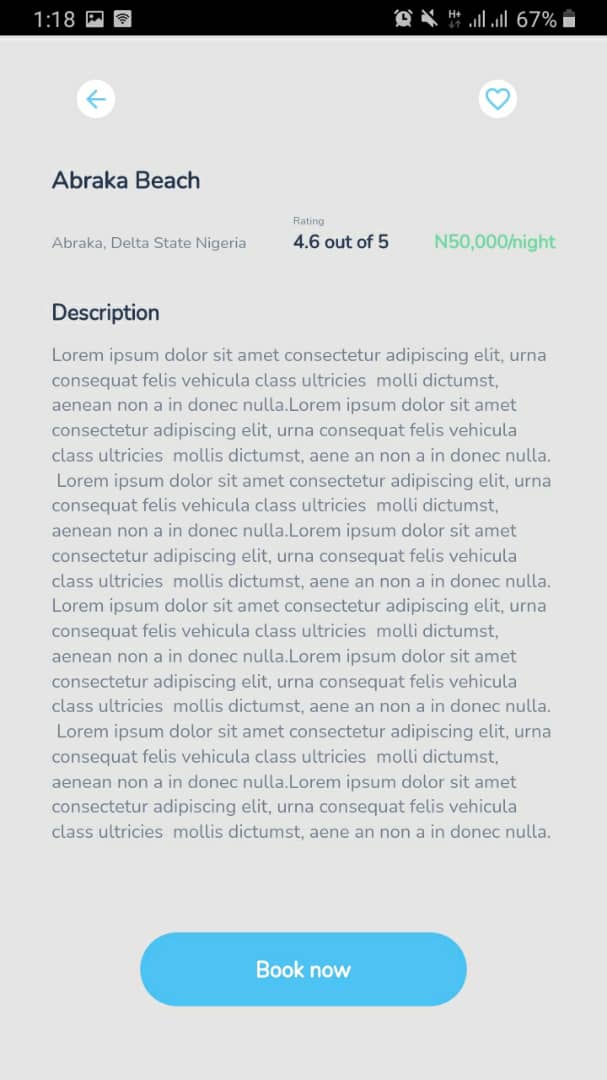 1:18 H+ 67%
Abraka Beach
Rating
Abraka, Delta State Nigeria 4.6 out of 5 N50,000/night
Description
Lorem ipsum dolor sit amet consectetur adipiscing elit, urna
consequat felis vehicula class ultricies  molli dictumst,
aenean non a in donec nulla.Lorem ipsum dolor sit amet
consectetur adipiscing elit, urna consequat felis vehicula
class ultricies  mollis dictumst, aene an non a in donec nulla.
Lorem ipsum dolor sit amet consectetur adipiscing elit, urna
consequat felis vehicula class ultricies  molli dictumst,
aenean non a in donec nulla.Lorem ipsum dolor sit amet
consectetur adipiscing elit, urna consequat felis vehicula
class ultricies  mollis dictumst, aene an non a in donec nulla.
Lorem ipsum dolor sit amet consectetur adipiscing elit, urna
consequat felis vehicula class ultricies  molli dictumst,
aenean non a in donec nulla.Lorem ipsum dolor sit amet
consectetur adipiscing elit, urna consequat felis vehicula
class ultricies  mollis dictumst, aene an non a in donec nulla.
Lorem ipsum dolor sit amet consectetur adipiscing elit, urna
consequat felis vehicula class ultricies  molli dictumst,
aenean non a in donec nulla.Lorem ipsum dolor sit amet
consectetur adipiscing elit, urna consequat felis vehicula
class ultricies  mollis dictumst, aene an non a in donec nulla.
Book now